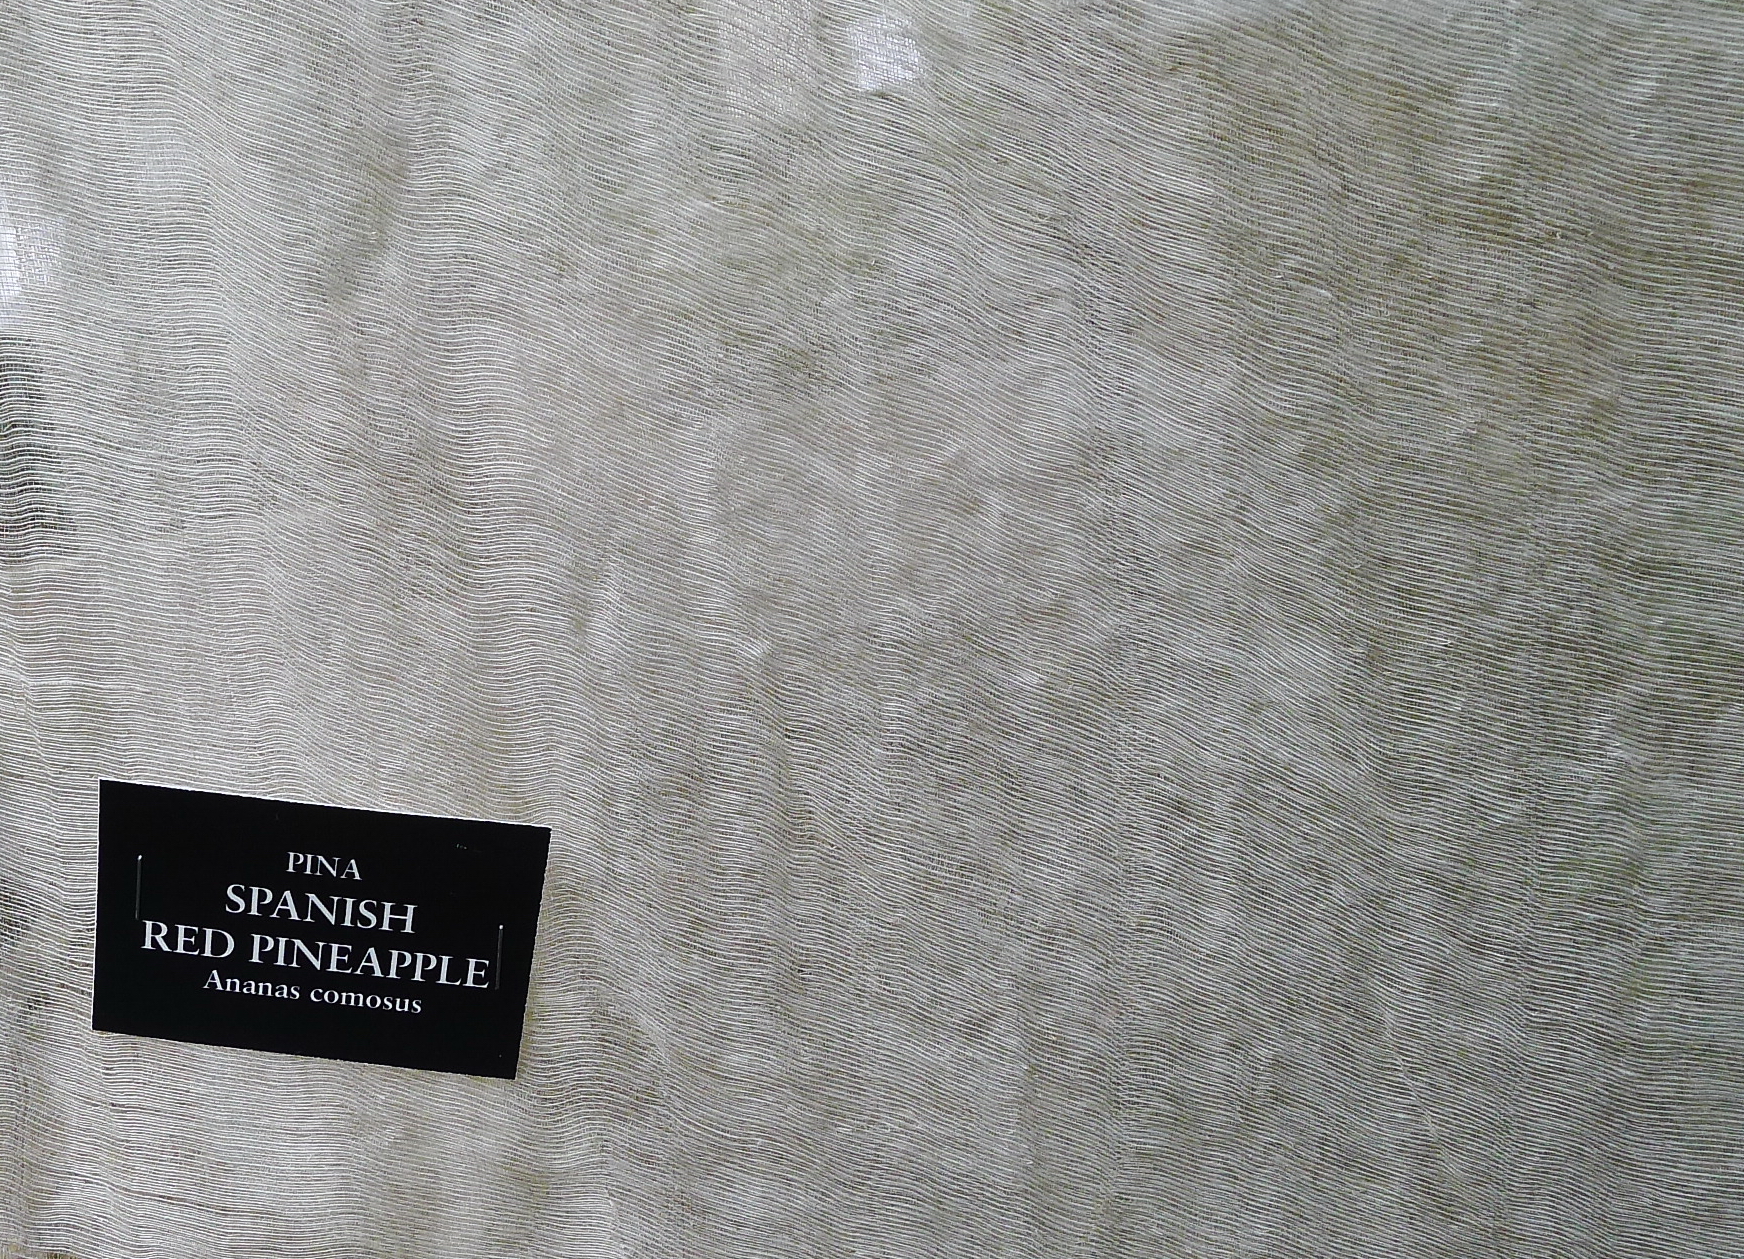 PINA
SPANISH
RED PINEAPPLE
Ananas comosus